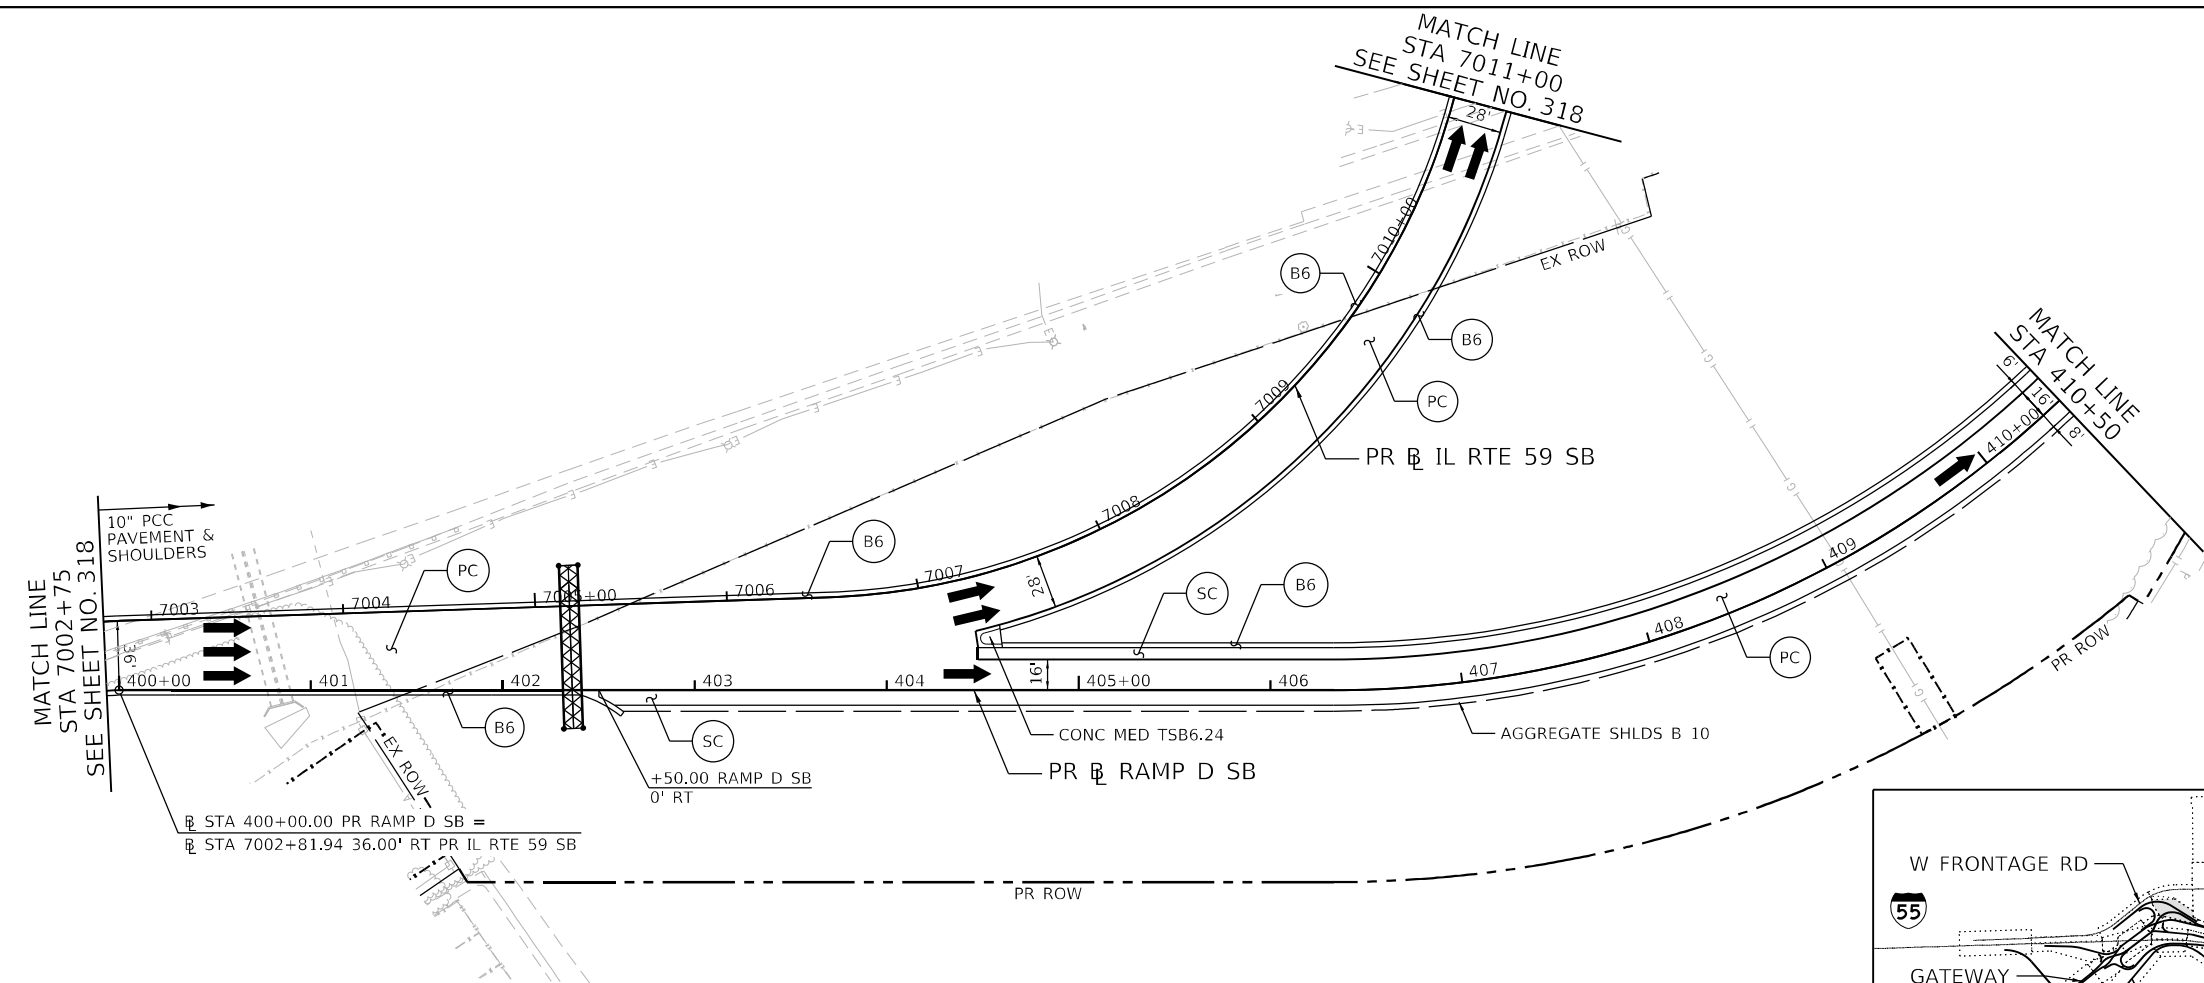 MATCH LINE
STA 7011+00
SEE SHEET NO. 318
28'
7010+00
B6
EX ROW
B6
PC
7009
PR BL IL RTE 59 SB
MATCH LINE
STA 410+50
6'
16'
8'
410+00
10" PCC
PAVEMENT &
SHOULDERS
MATCH LINE
STA 7002+75
SEE SHEET NO. 318
36'
7003
7004
7005+00
7006
7007
7008
PC
B6
28'
SC
B6
409
408
PC
PR ROW
400+00
401
402
403
404
405+00
406
407
16'
B6
SC
EX ROW
CONC MED TSB6.24
AGGREGATE SHLDS B 10
PR BL RAMP D SB
+50.00 RAMP D SB
0' RT
BL STA 400+00.00 PR RAMP D SB =
BL STA 7002+81.94 36.00' RT PR IL RTE 59 SB
PR ROW
W FRONTAGE RD
55
GATEWAY
E
E
E
E
E
E
E
G
G
G
G
G